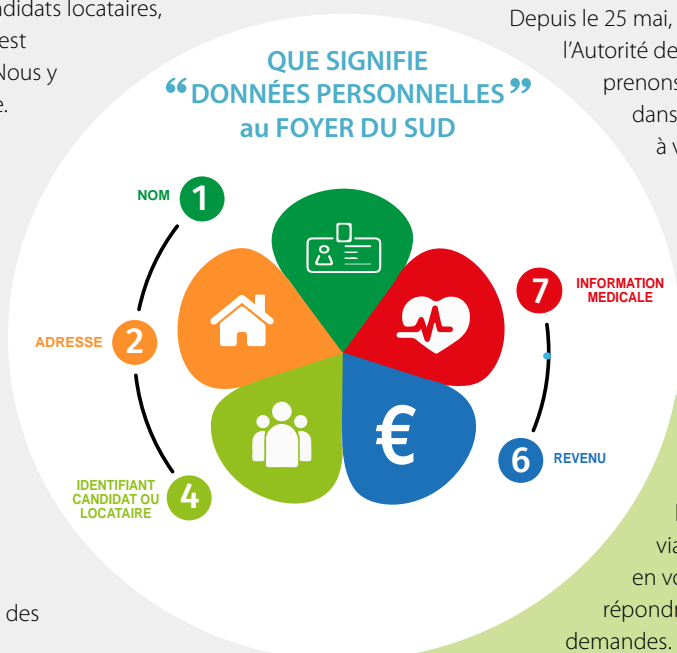 didats locataires,
est
Nous y
e.
Depuis le 25 mai,
l’Autorité de
prenons
dans
à v
QUE SIGNIFIE
“ DONNÉES PERSONNELLES ”
au FOYER DU SUD
NOM 1
ADRESSE 2
IDENTIFIANT
CANDIDAT OU
LOCATAIRE
4
7
INFORMATION
MEDICALE
6 REVENU
€
des
via
en vo
répondr
demandes.